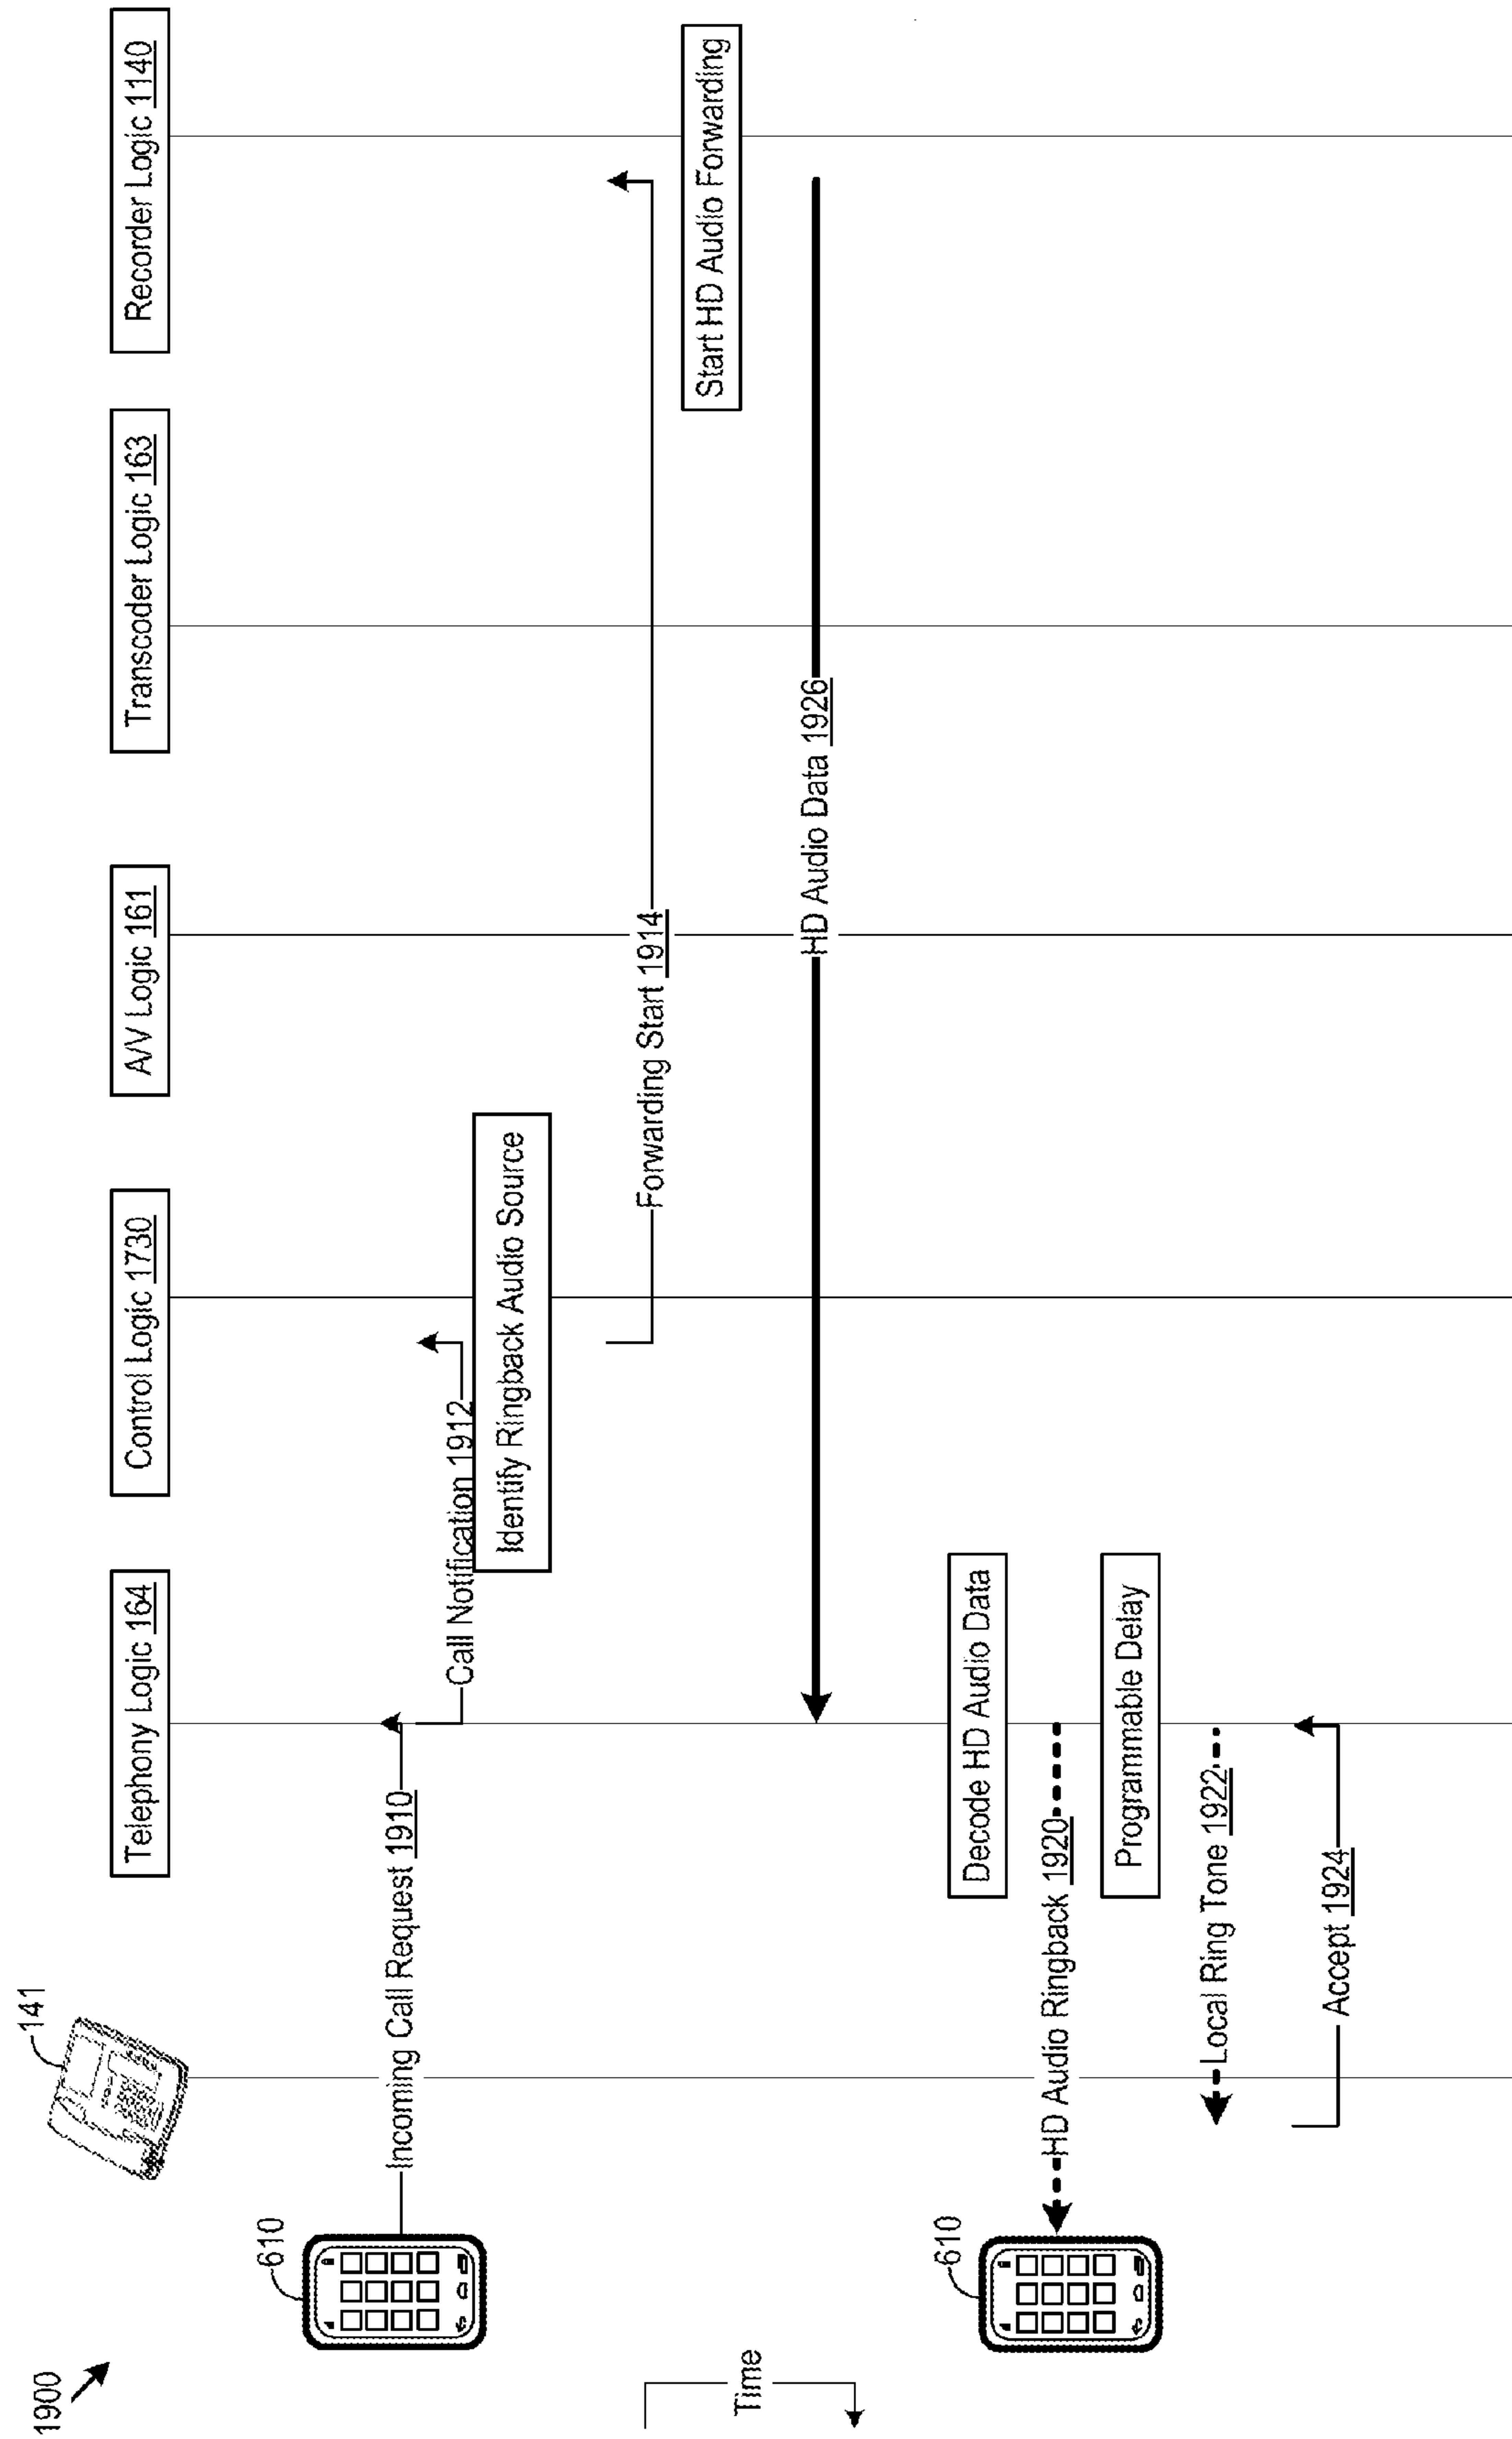 1900
141
Telephony Logic 164
Control Logic 1730
A/V Logic 161
Transcoder Logic 163
Recorder Logic 1140
610
Incoming Call Request 1910
Call Notification 1912
Identify Ringback Audio Source
Forwarding Start 1914
Start HD Audio Forwarding
Time
HD Audio Data 1926
610
Decode HD Audio Data
HD Audio Ringback 1920
Programmable Delay
Local Ring Tone 1922
Accept 1924